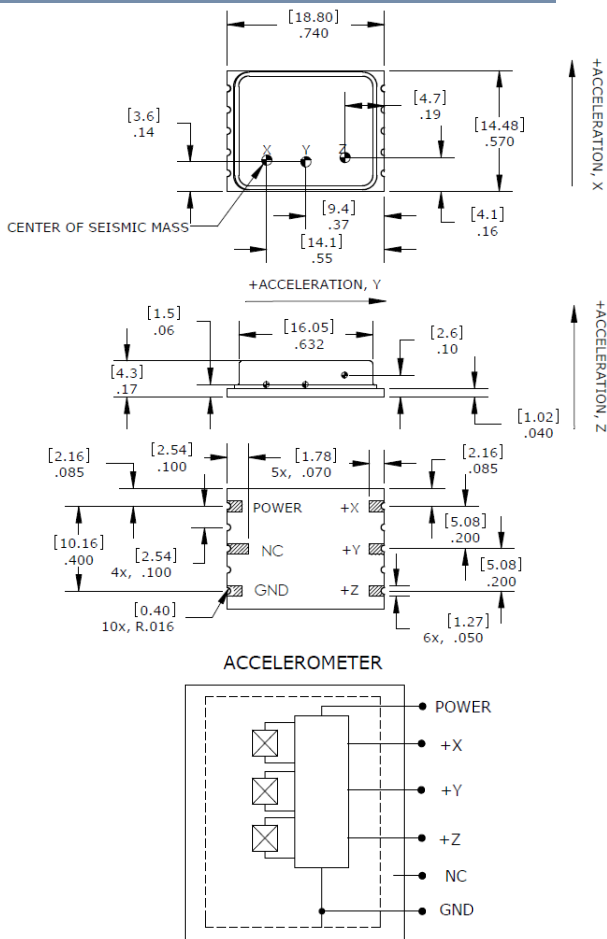 [18.80]
.740
[3.6]
.14
[4.7]
.19
[14.48]
.570
+ACCELERATION, X
X
Y
Z
CENTER OF SEISMIC MASS
[9.4]
.37
[4.1]
.16
[14.1]
.55
+ACCELERATION, Y
[1.5]
.06
[16.05]
.632
[2.6]
.10
+ACCELERATION, Z
[4.3]
.17
[1.02]
.040
[2.16]
.085
[2.54]
.100
[1.78]
5x, .070
[2.16]
.085
POWER
+X
[5.08]
.200
[10.16]
.400
[2.54]
4x, .100
NC
+Y
[5.08]
.200
GND
+Z
[0.40]
10x, R.016
[1.27]
6x, .050
ACCELEROMETER
POWER
+X
+Y
+Z
NC
GND